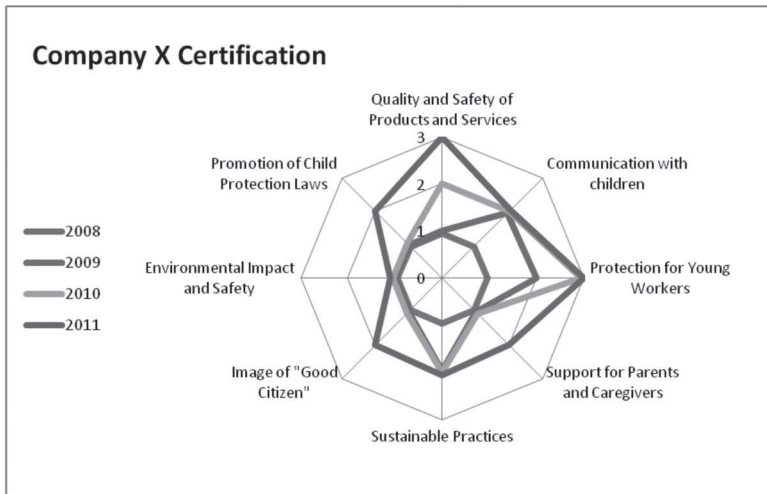 Company X Certification
Quality and Safety of
Products and Services
3
Promotion of Child
Protection Laws
Communication with
children
2
2008
1
2009
Environmental Impact
and Safety
0
Protection for Young
Workers
2010
2011
Image of "Good
Citizen"
Support for Parents
and Caregivers
Sustainable Practices